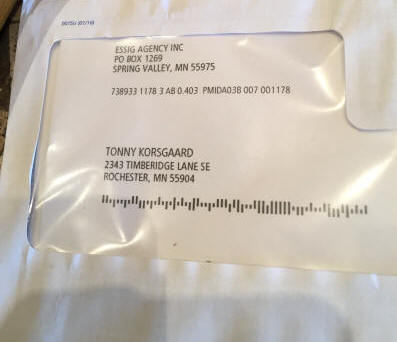 ESSIG AGENCY INC
PO BOX 1269
SPRING VALLEY, MN 55975
738933 1178 3 AB 0.403 PMIDA03B 007 001178
TONNY KORSGAARD
2343 TIMBERIDGE LANE SE
ROCHESTER, MN 55904